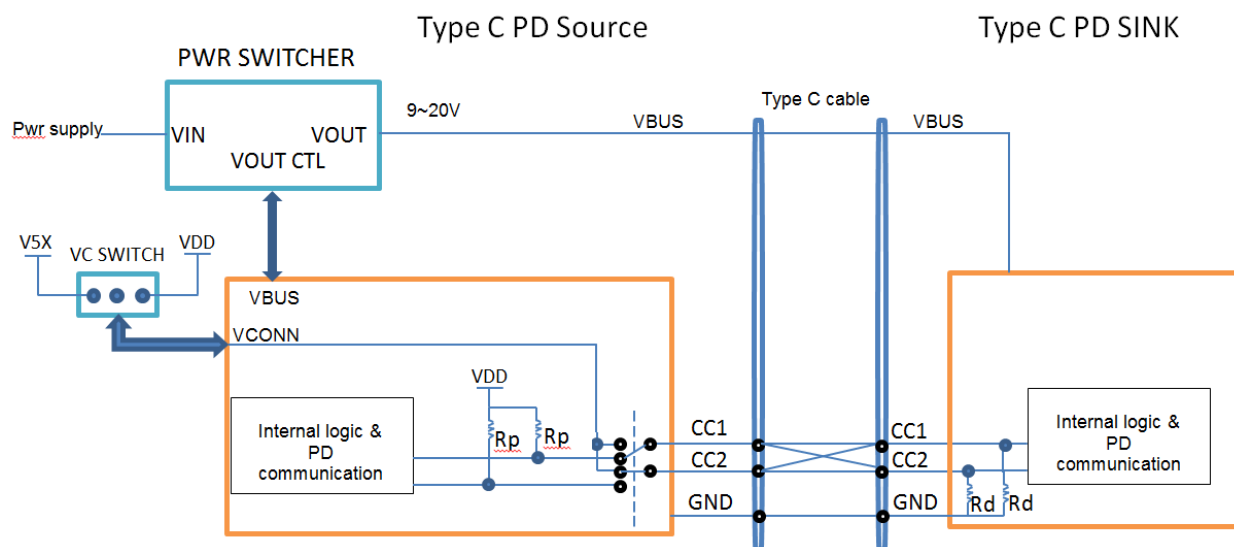 Type C PD Source
Type C PD SINK
PWR SWITCHER
Pwr supply
VIN
VOUT
VOUT CTL
9~20V
VBUS
Type C cable
VBUS
V5X
VC SWITCH
VDD
VBUS
VCONN
VDD
Rp
Rp
Internal logic &
PD
communication
CC1
CC2
GND
CC1
CC2
GND
Rd
Rd
Internal logic &
PD
communication